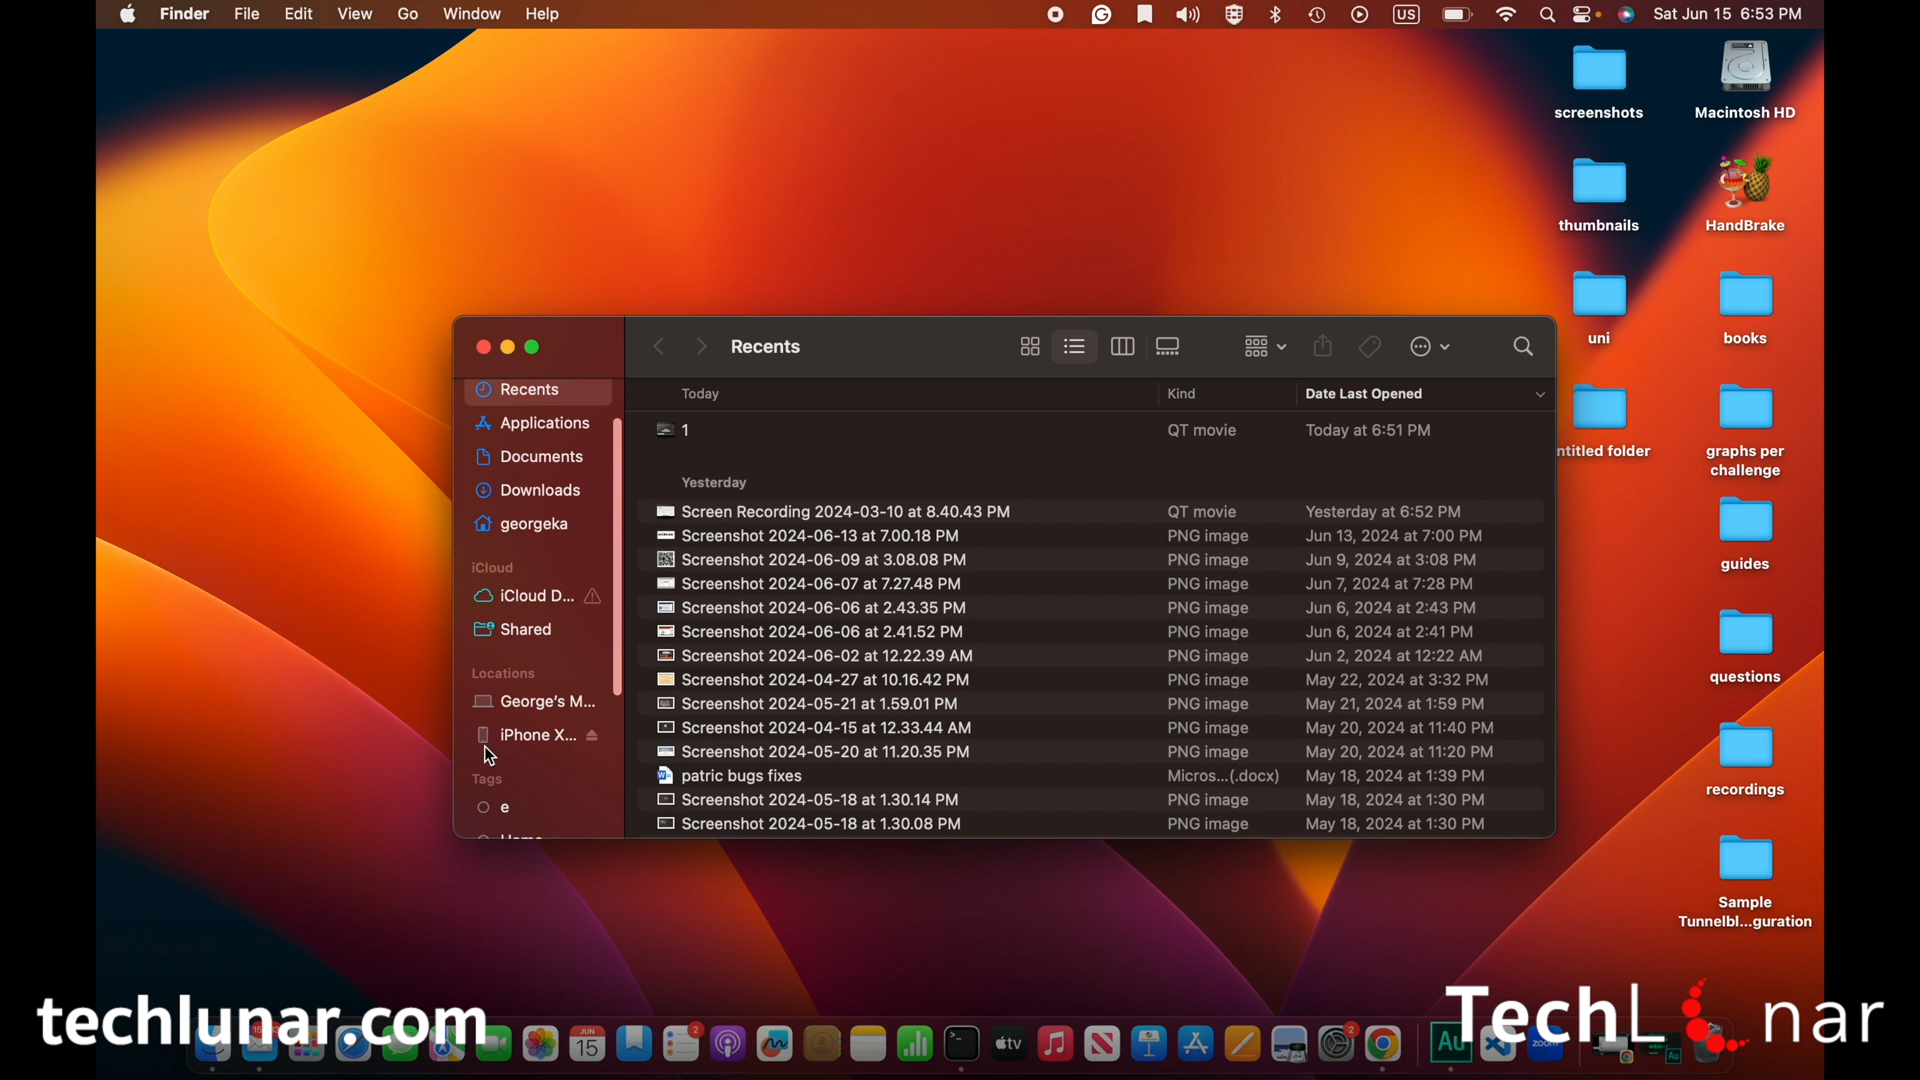 Finder File Edit View Go Window Help US Sat Jun 15 6:53 PM
screenshots Macintosh HD
thumbnails HandBrake
uni books
ntitled folder graphs per
challenge
guides
questions
recordings
Sample
Tunnelbl...guration
Recents
Recents
Applications
Documents
Downloads
georgeka
iCloud
iCloud D...
Shared
Locations
George's M...
iPhone X...
Tags
e
Home
Today Kind Date Last Opened
1 QT movie Today at 6:51 PM
Yesterday
Screen Recording 2024-03-10 at 8.40.43 PM QT movie Yesterday at 6:52 PM
Screenshot 2024-06-13 at 7.00.18 PM PNG image Jun 13, 2024 at 7:00 PM
Screenshot 2024-06-09 at 3.08.08 PM PNG image Jun 9, 2024 at 3:08 PM
Screenshot 2024-06-07 at 7.27.48 PM PNG image Jun 7, 2024 at 7:28 PM
Screenshot 2024-06-06 at 2.43.35 PM PNG image Jun 6, 2024 at 2:43 PM
Screenshot 2024-06-06 at 2.41.52 PM PNG image Jun 6, 2024 at 2:41 PM
Screenshot 2024-06-02 at 12.22.39 AM PNG image Jun 2, 2024 at 12:22 AM
Screenshot 2024-04-27 at 10.16.42 PM PNG image May 22, 2024 at 3:32 PM
Screenshot 2024-05-21 at 1.59.01 PM PNG image May 21, 2024 at 1:59 PM
Screenshot 2024-04-15 at 12.33.44 AM PNG image May 20, 2024 at 11:40 PM
Screenshot 2024-05-20 at 11.20.35 PM PNG image May 20, 2024 at 11:20 PM
patric bugs fixes Micros...(.docx) May 18, 2024 at 1:39 PM
Screenshot 2024-05-18 at 1.30.14 PM PNG image May 18, 2024 at 1:30 PM
Screenshot 2024-05-18 at 1.30.08 PM PNG image May 18, 2024 at 1:30 PM
techlunar.com
TechL nar
JUN
15
2
tv
2
Au
zoom
Au